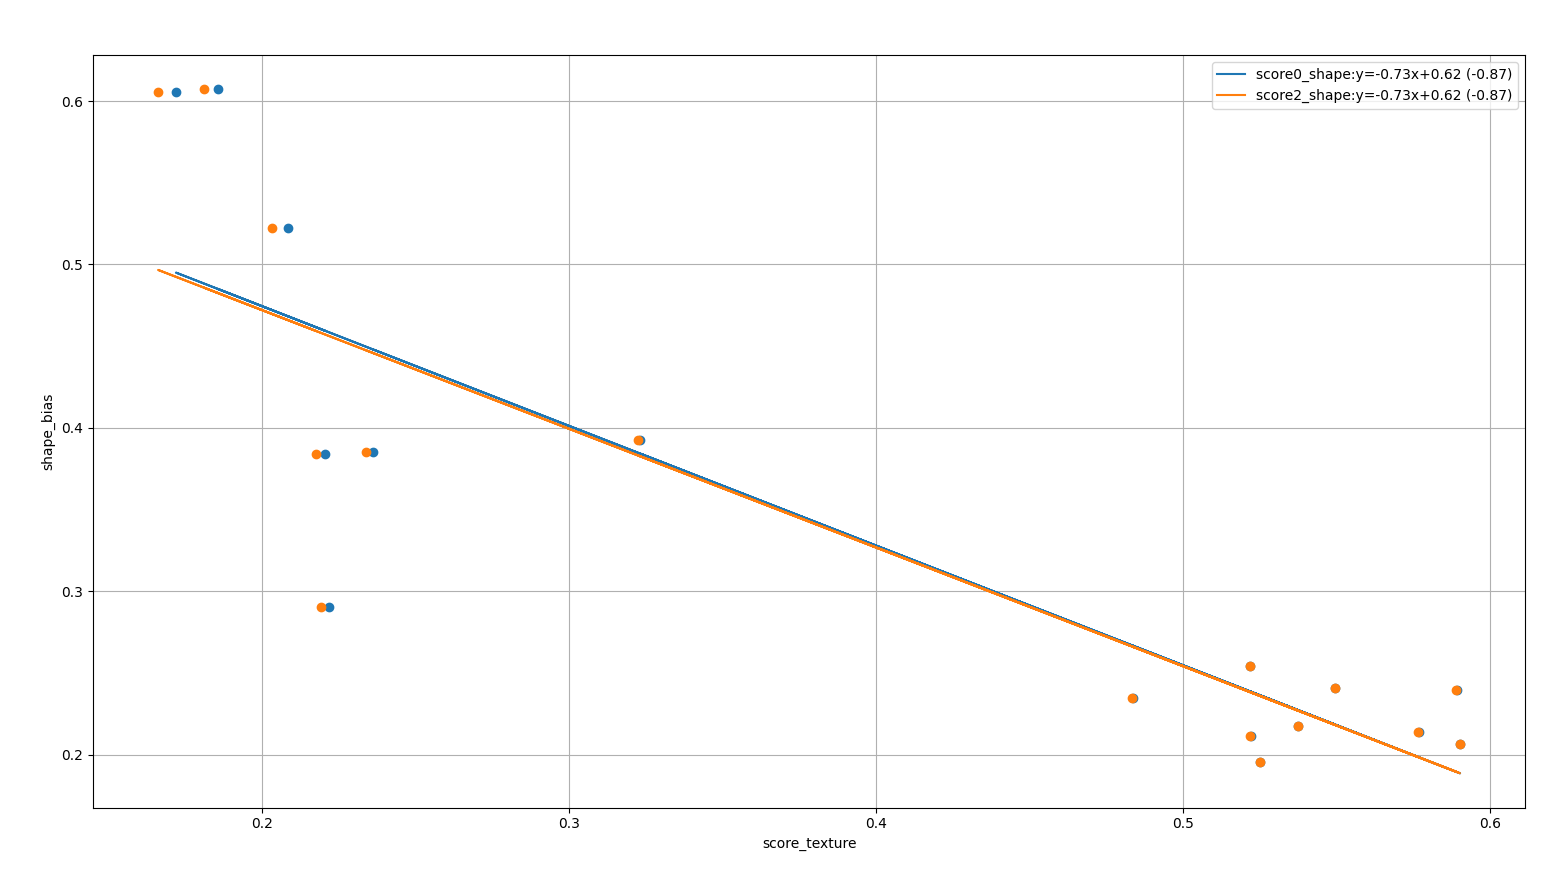 score0_shape:y=-0.73x+0.62 (-0.87)
score2_shape:y=-0.73x+0.62 (-0.87)
0.6
0.5
0.4
0.3
0.2
shape_bias
0.2 0.3 0.4 0.5 0.6
score_texture